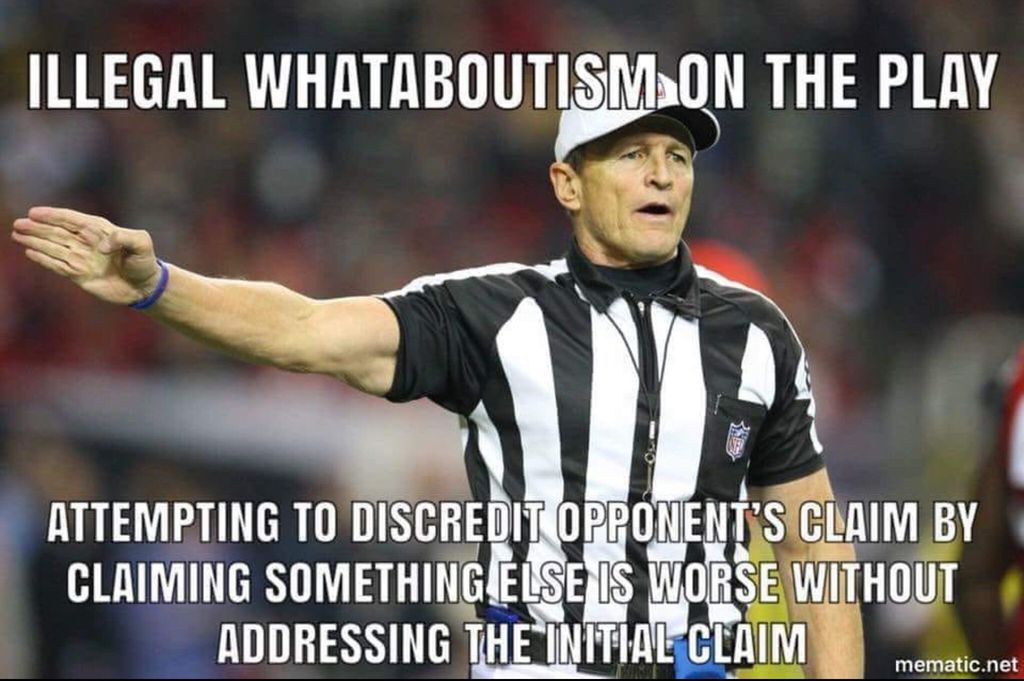 ILLEGAL WHATABOUTISM ON THE PLAY
NFL
ATTEMPTING TO DISCREDIT OPPONENT'S CLAIM BY
CLAIMING SOMETHING ELSE IS WORSE WITHOUT
ADDRESSING THE INITIAL CLAIM
mematic.net